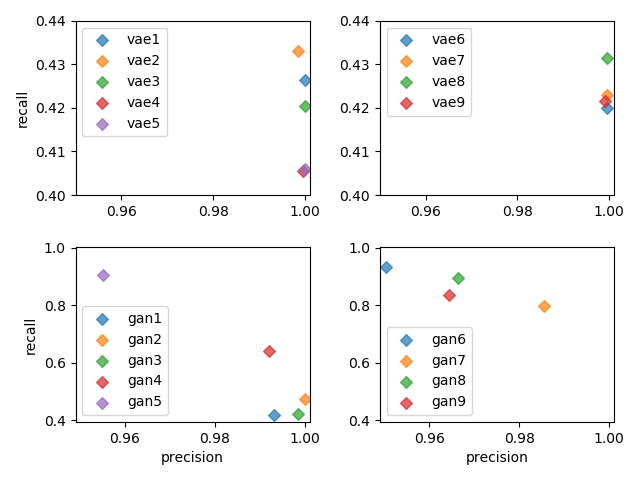 0.44
0.43
0.42
0.41
0.40
recall
0.96
0.98
1.00
vae1
vae2
vae3
vae4
vae5
0.44
0.43
0.42
0.41
0.40
0.96
0.98
1.00
vae6
vae7
vae8
vae9
1.0
0.8
0.6
0.4
recall
0.96
0.98
1.00
precision
gan1
gan2
gan3
gan4
gan5
1.0
0.8
0.6
0.4
0.96
0.98
1.00
precision
gan6
gan7
gan8
gan9